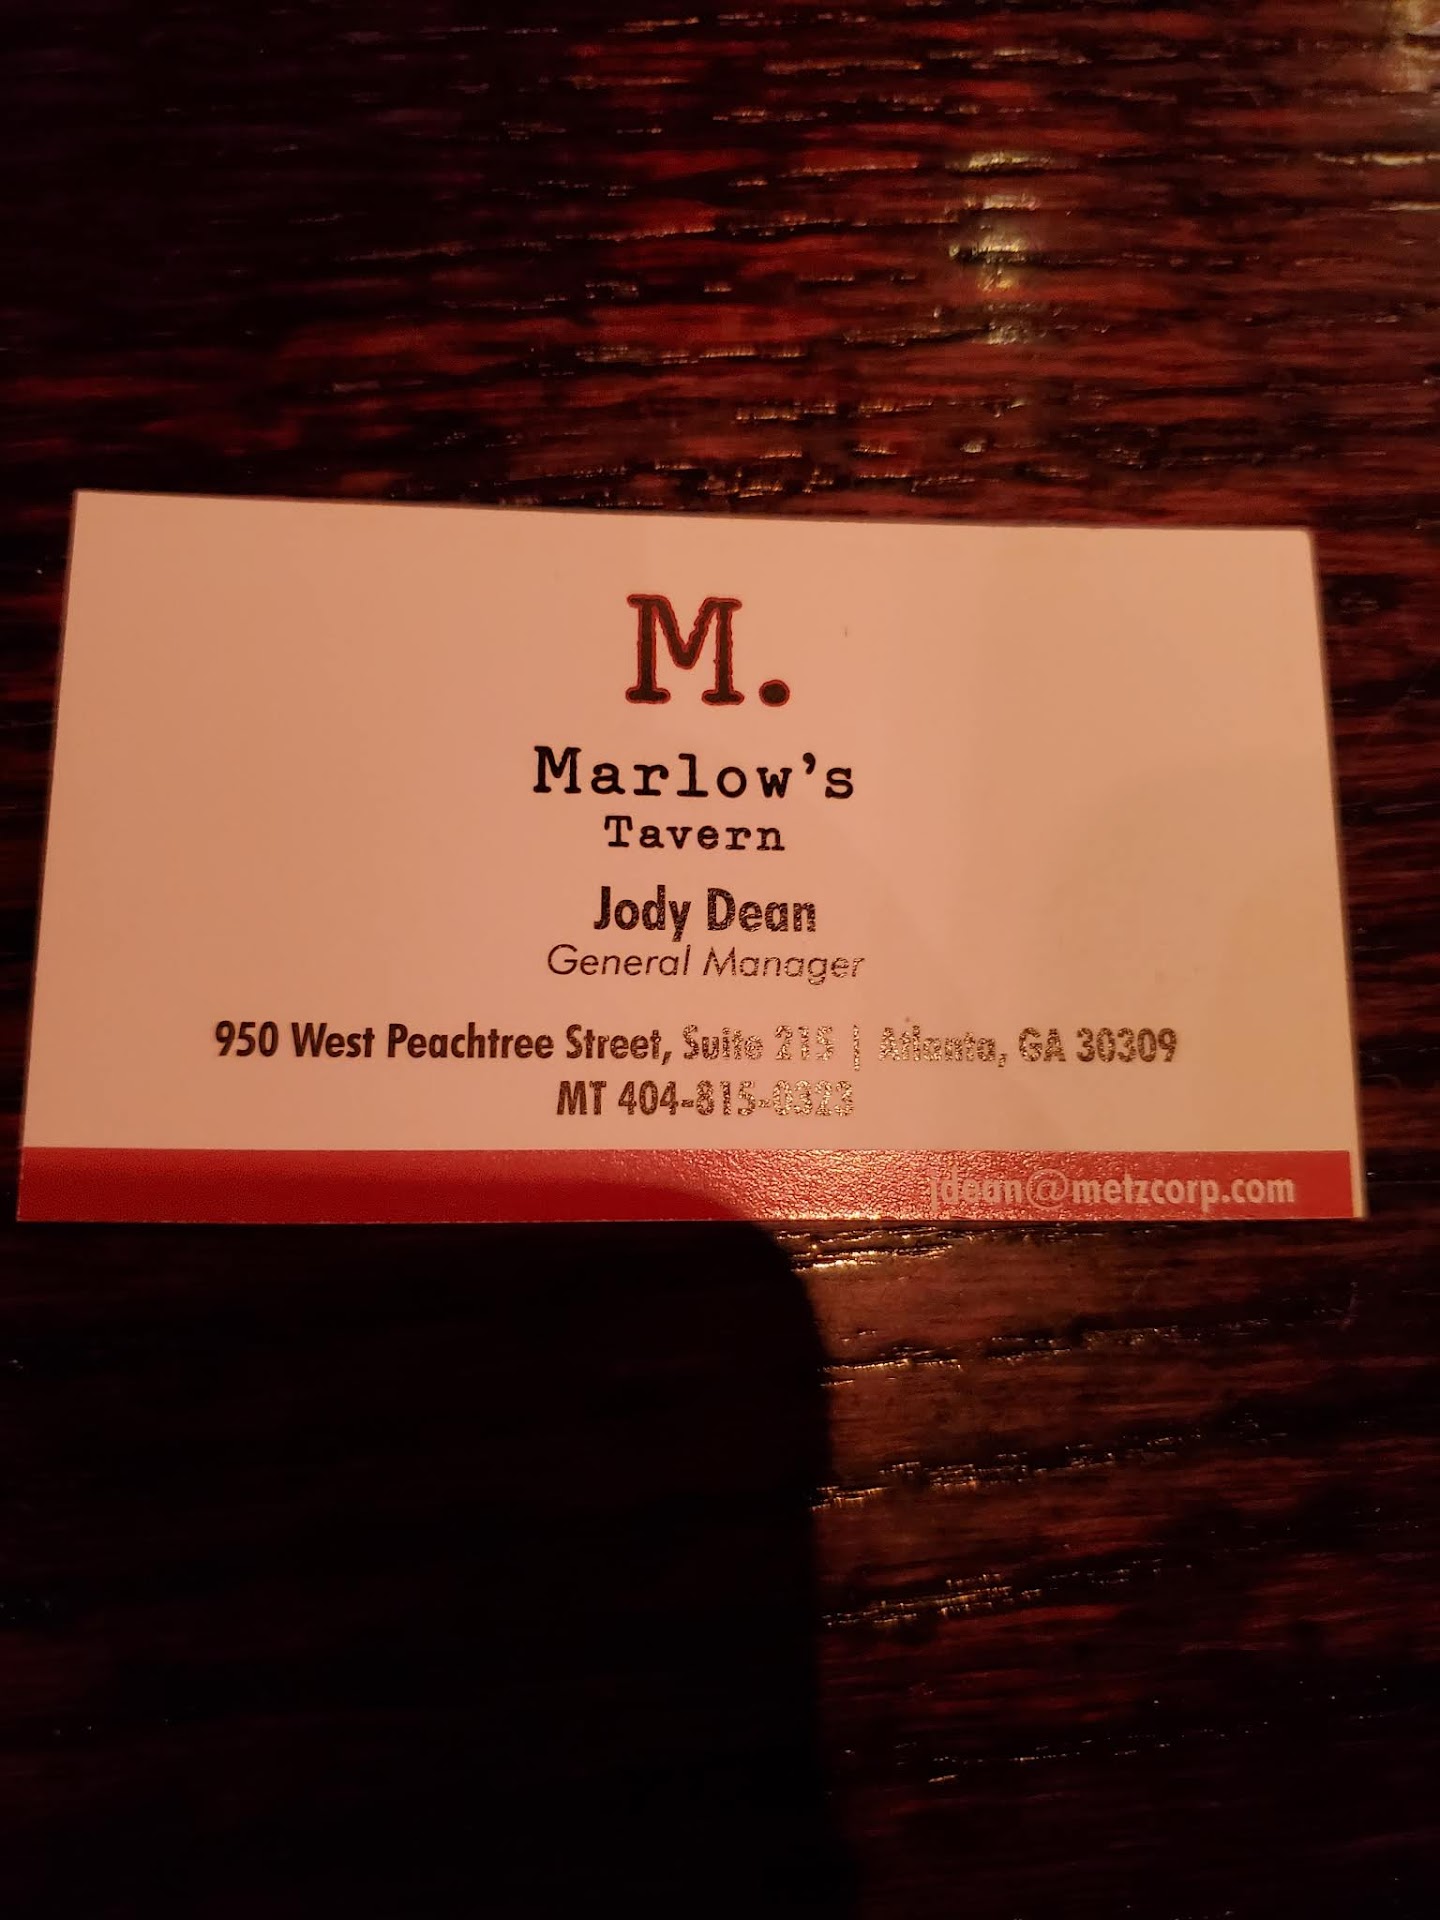 M.
Marlow's
Tavern
Jody Dean
General Manager
950 West Peachtree Street, Suite 215 | Atlanta, GA 30309
MT 404-815-0323
jdean@metzcorp.com